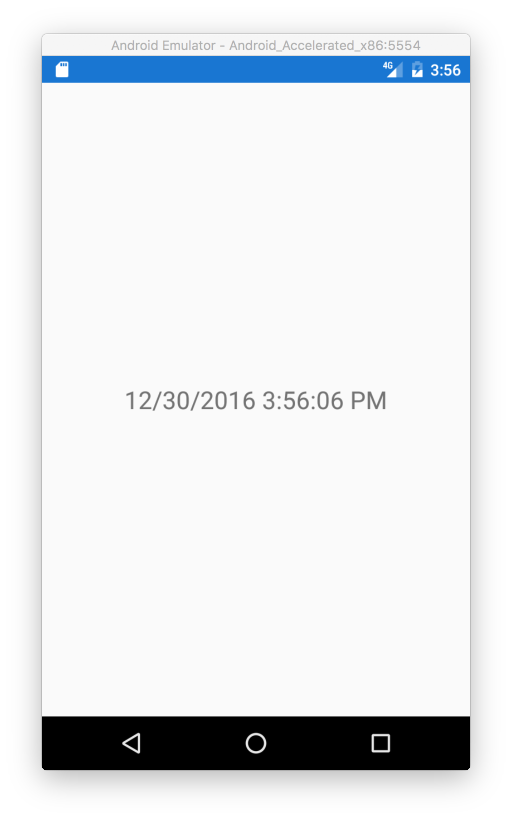 Android Emulator - Android_Accelerated_x86:5554
4G 3:56
12/30/2016 3:56:06 PM